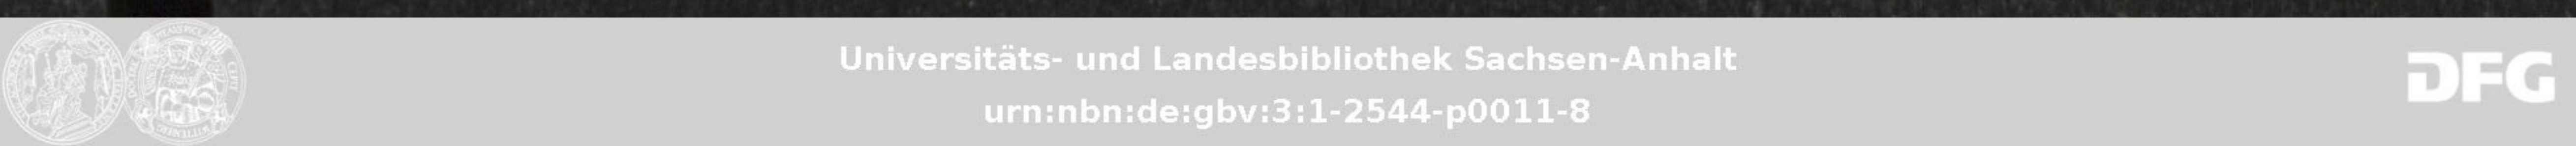 Universitäts- und Landesbibliothek Sachsen-Anhalt
urn:nbn:de:gbv:3:1-2544-p0011-8
DFG